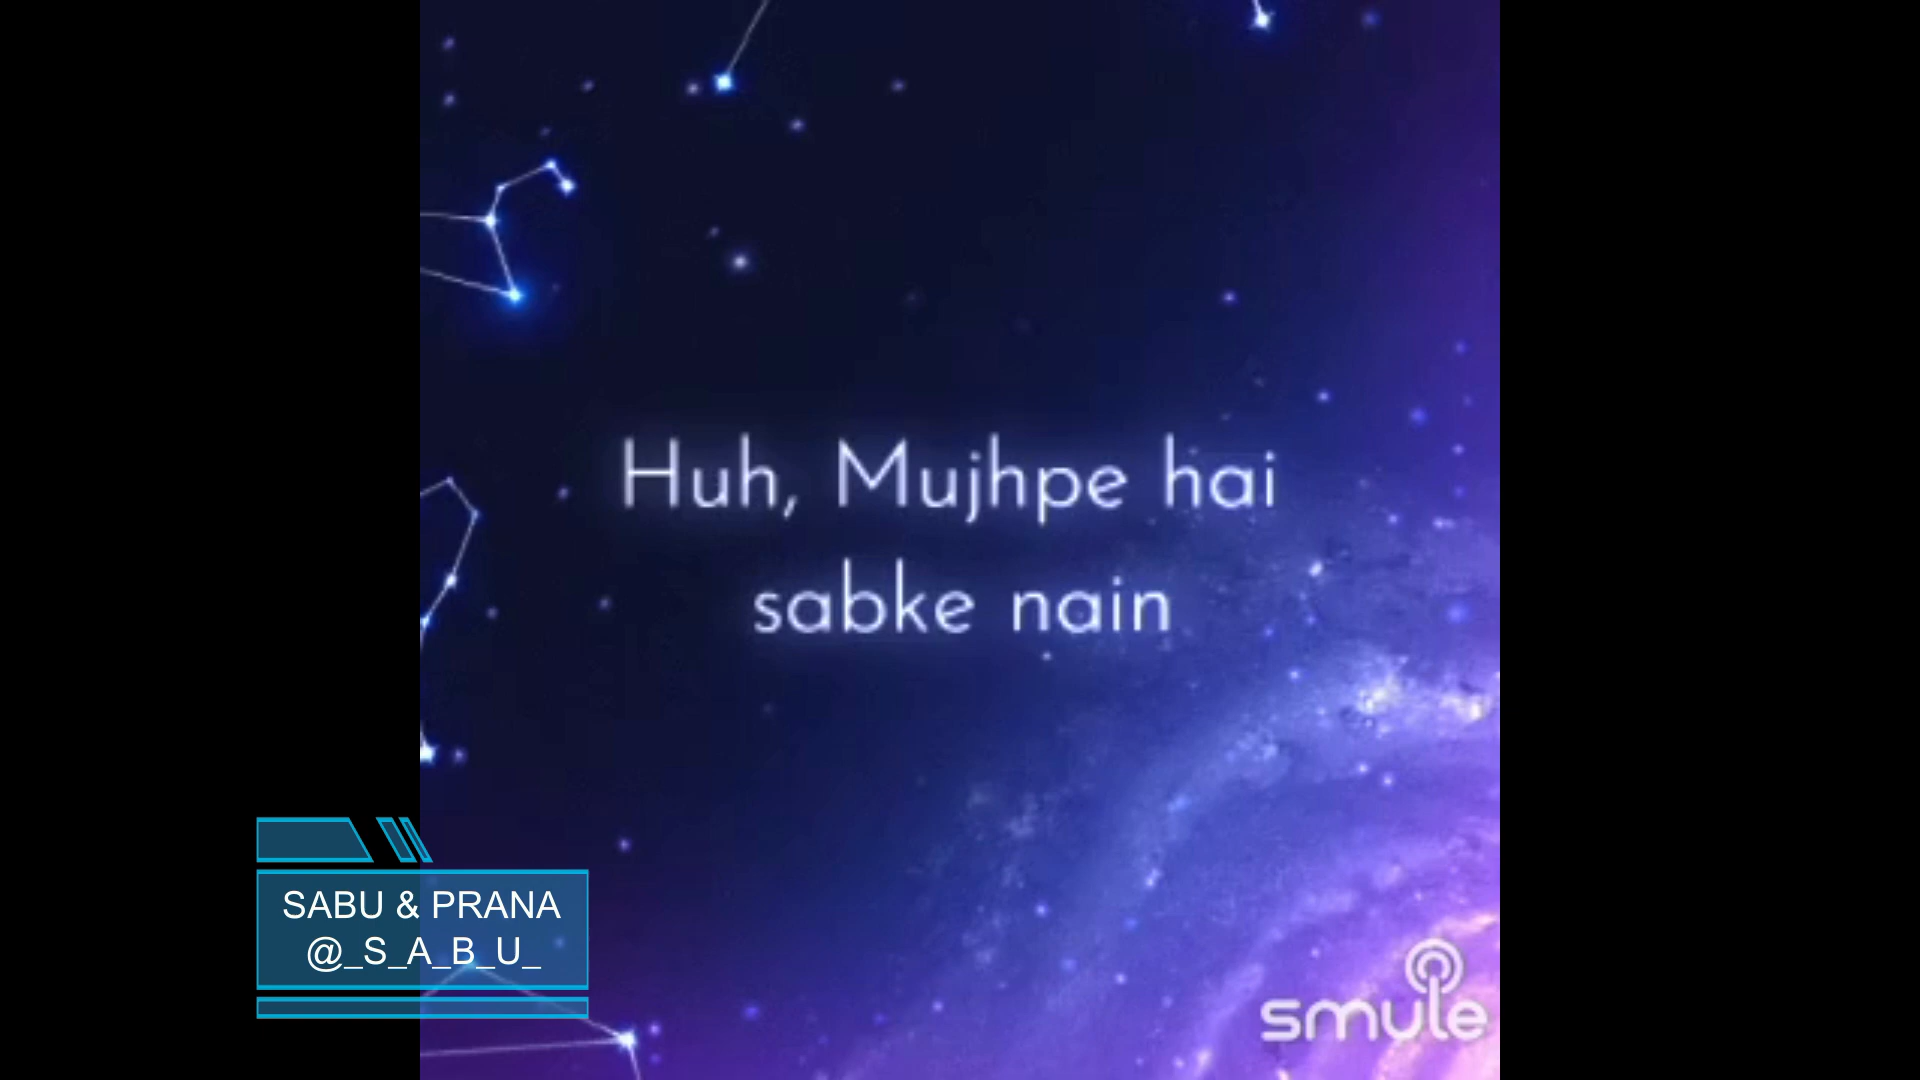 Huh, Mujhpe hai
sabke nain
SABU & PRANA
@_S_A_B_U_
smule